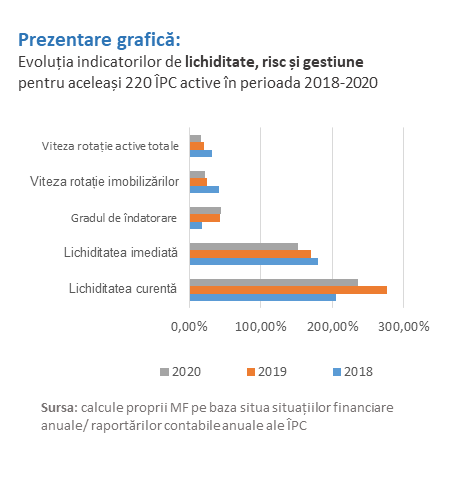 Prezentare grafică:
Evoluția indicatorilor de lichiditate, risc și gestiune
pentru aceleași 220 ÎPC active în perioada 2018-2020
Viteza rotație active totale
Viteza rotație imobilizărilor
Gradul de îndatorare
Lichiditatea imediată
Lichiditatea curentă
0,00% 100,00% 200,00% 300,00%
2020 2019 2018
Sursa: calcule proprii MF pe baza situa situațiilor financiare
anuale/ raportărilor contabile anuale ale ÎPC